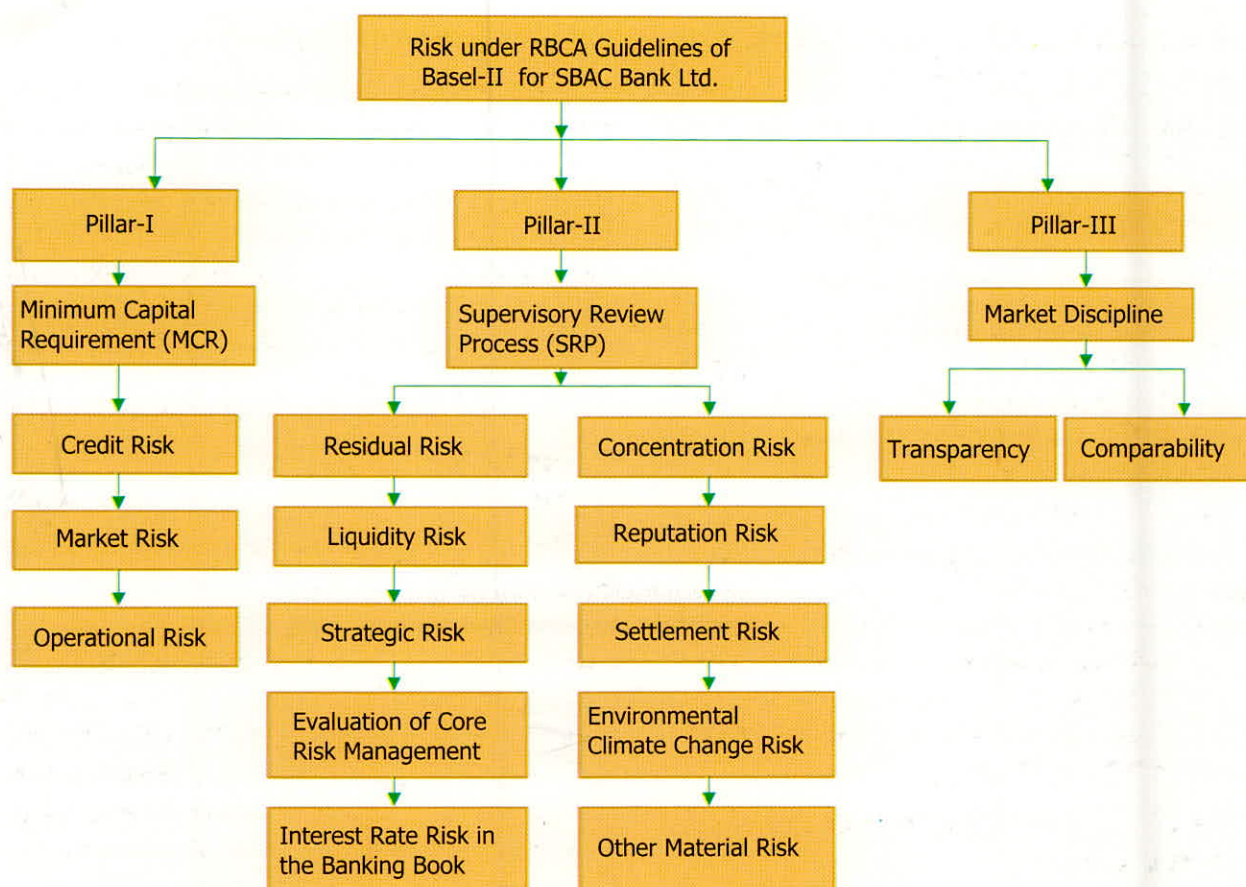 Risk under RBCA Guidelines of
Basel-II for SBAC Bank Ltd.
Pillar-I
Pillar-II
Pillar-III
Minimum Capital
Requirement (MCR)
Supervisory Review
Process (SRP)
Market Discipline
Credit Risk
Residual Risk
Concentration Risk
Transparency
Comparability
Market Risk
Liquidity Risk
Reputation Risk
Operational Risk
Strategic Risk
Settlement Risk
Evaluation of Core
Risk Management
Environmental
Climate Change Risk
Interest Rate Risk in
the Banking Book
Other Material Risk